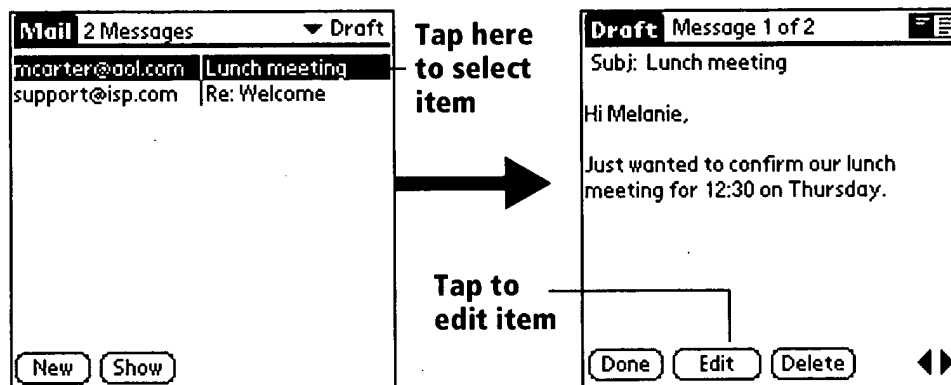 Mail 2 Messages Draft
mcarter@aol.com Lunch meeting
support@isp.com Re: Welcome
New Show
Tap here
to select
item
Tap to
edit item
Draft Message 1 of 2
Subj: Lunch meeting
Hi Melanie,
Just wanted to confirm our lunch
meeting for 12:30 on Thursday.
Done Edit Delete